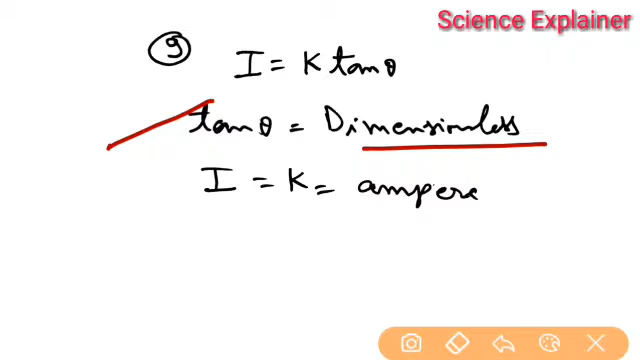 Science Explainer
⑨ I = K tanθ
tanθ = Dimensionless
I = K = ampere